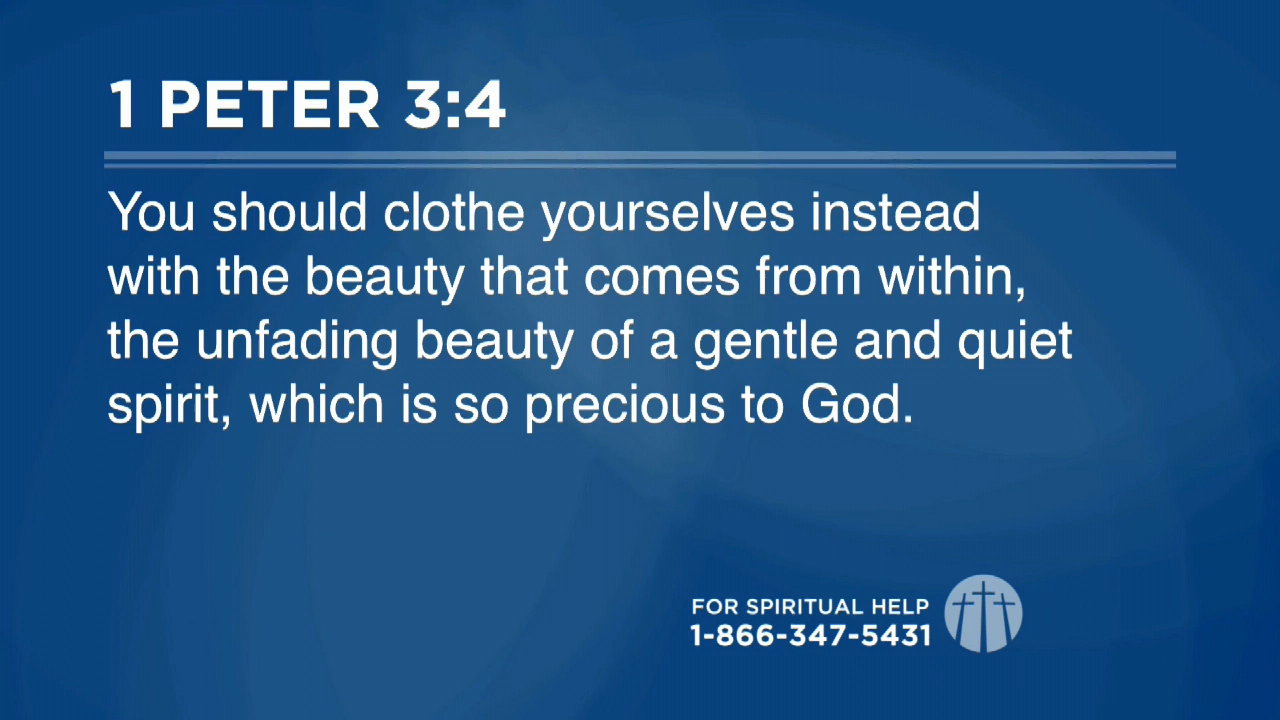 1 PETER 3:4
You should clothe yourselves instead
with the beauty that comes from within,
the unfading beauty of a gentle and quiet
spirit, which is so precious to God.
FOR SPIRITUAL HELP
1-866-347-5431